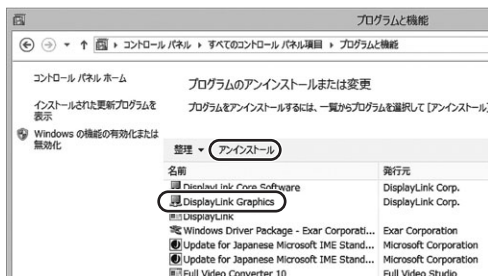 プログラムと機能
コントロール パネル ▸ すべてのコントロール パネル項目 ▸ プログラムと機能
コントロール パネル ホーム
インストールされた更新プログラムを
表示
Windows の機能の有効化または
無効化
プログラムのアンインストールまたは変更
プログラムをアンインストールするには、一覧からプログラムを選択して [アンインストール]
整理 ▼ アンインストール
名前 発行元
DisplayLink Core Software DisplayLink Corp.
DisplayLink Graphics DisplayLink Corp.
DisplayLink
Windows Driver Package - Exar Corporati... Exar Corporation
Update for Japanese Microsoft IME Stand... Microsoft Corporation
Update for Japanese Microsoft IME Stand... Microsoft Corporation
Full Video Converter 10 Full Video Studio